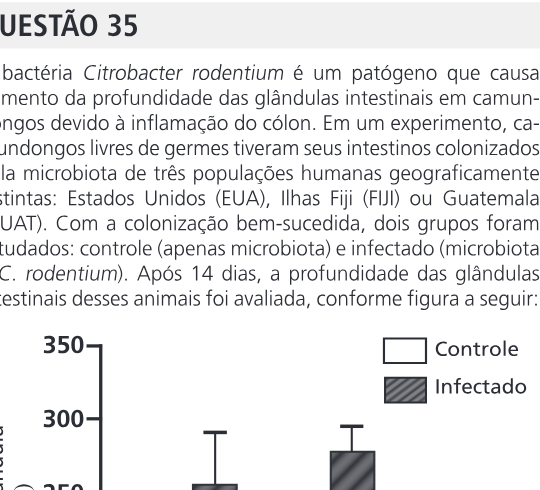 UESTÃO 35
bactéria Citrobacter rodentium é um patógeno que causa
mento da profundidade das glândulas intestinais em camun-
ongos devido à inflamação do cólon. Em um experimento, ca-
undongos livres de germes tiveram seus intestinos colonizados
la microbiota de três populações humanas geograficamente
stintas: Estados Unidos (EUA), Ilhas Fiji (FIJI) ou Guatemala
UAT). Com a colonização bem-sucedida, dois grupos foram
tudados: controle (apenas microbiota) e infectado (microbiota
C. rodentium). Após 14 dias, a profundidade das glândulas
testinais desses animais foi avaliada, conforme figura a seguir:
350
Controle
Infectado
300